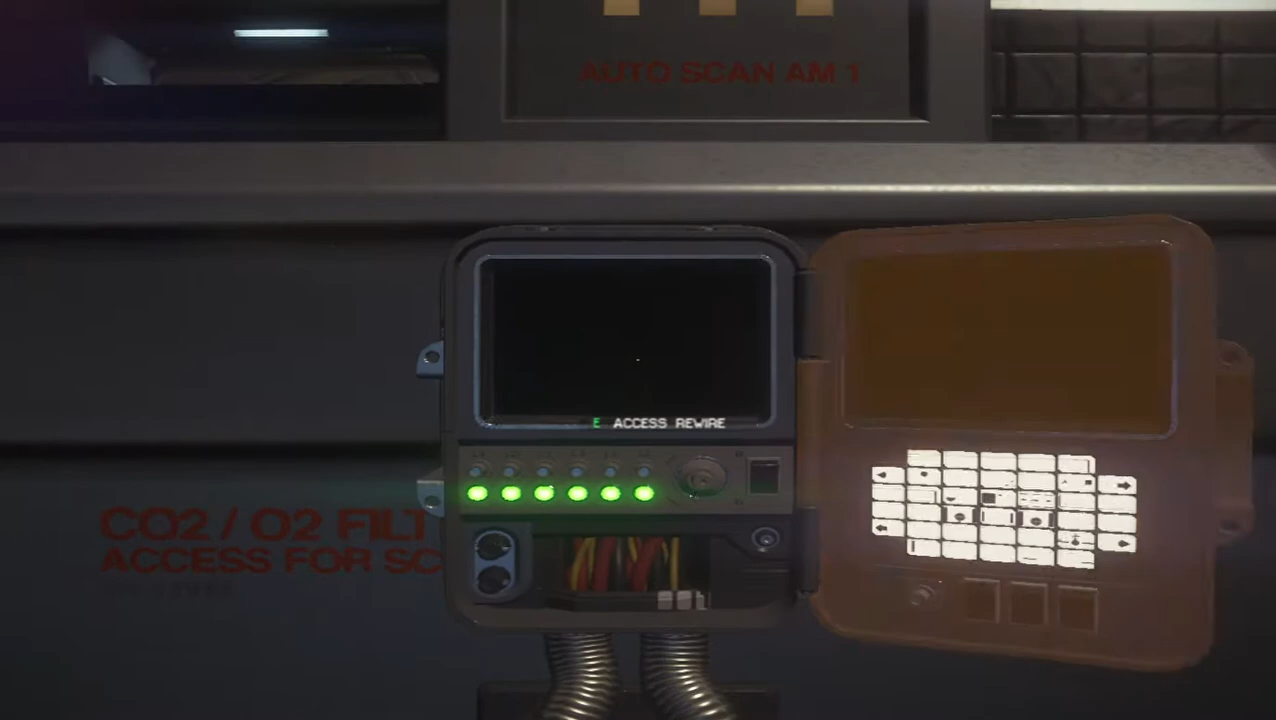 AUTO SCAN AM 1
E ACCESS REWIRE
CO2 / O2 FILT
ACCESS FOR SC